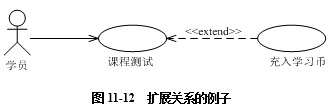 <<extend>>
学员
课程测试
充入学习币
图 11-12 扩展关系的例子